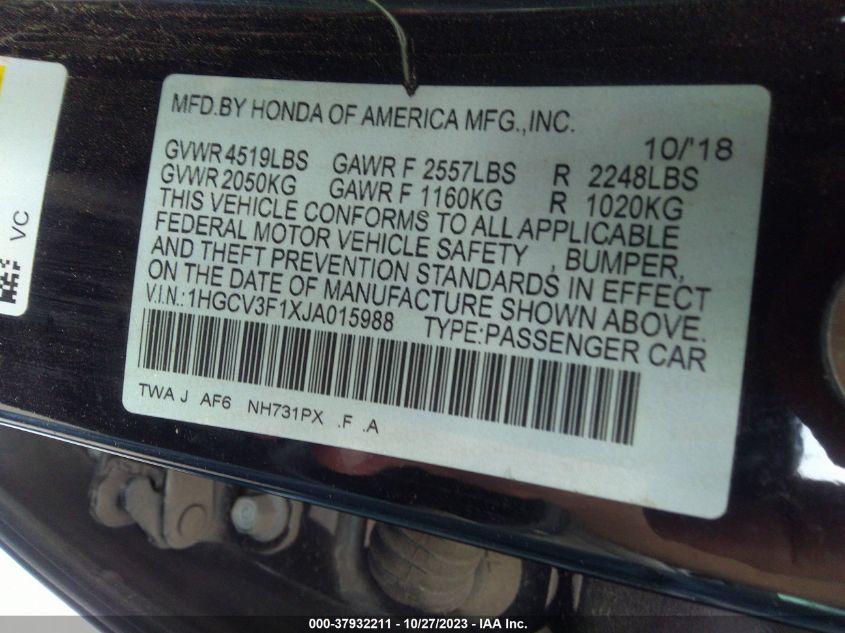 MFD.BY HONDA OF AMERICA MFG.,INC.
10/'18
GVWR 4519LBS GAWR F 2557LBS R 2248LBS
GVWR 2050KG GAWR F 1160KG R 1020KG
THIS VEHICLE CONFORMS TO ALL APPLICABLE
FEDERAL MOTOR VEHICLE SAFETY , BUMPER,
AND THEFT PREVENTION STANDARDS IN EFFECT
ON THE DATE OF MANUFACTURE SHOWN ABOVE.
V.I.N.:1HGCV3F1XJA015988 TYPE:PASSENGER CAR
TWA J AF6 NH731PX .F .A
VC
000-37932211 - 10/27/2023 - IAA Inc.